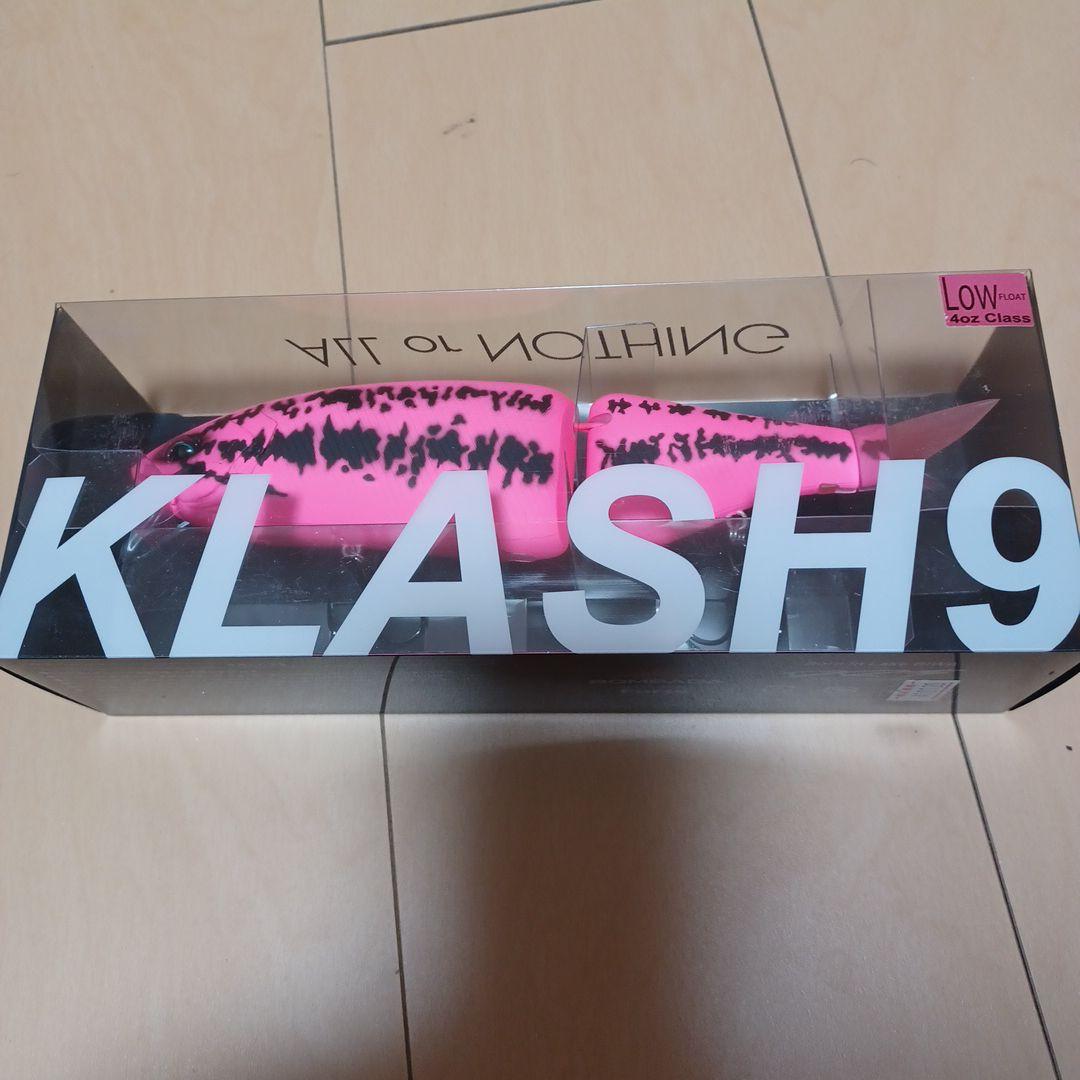 LOW FLOAT
4oz Class
ALL or NOTHING
KLASH9